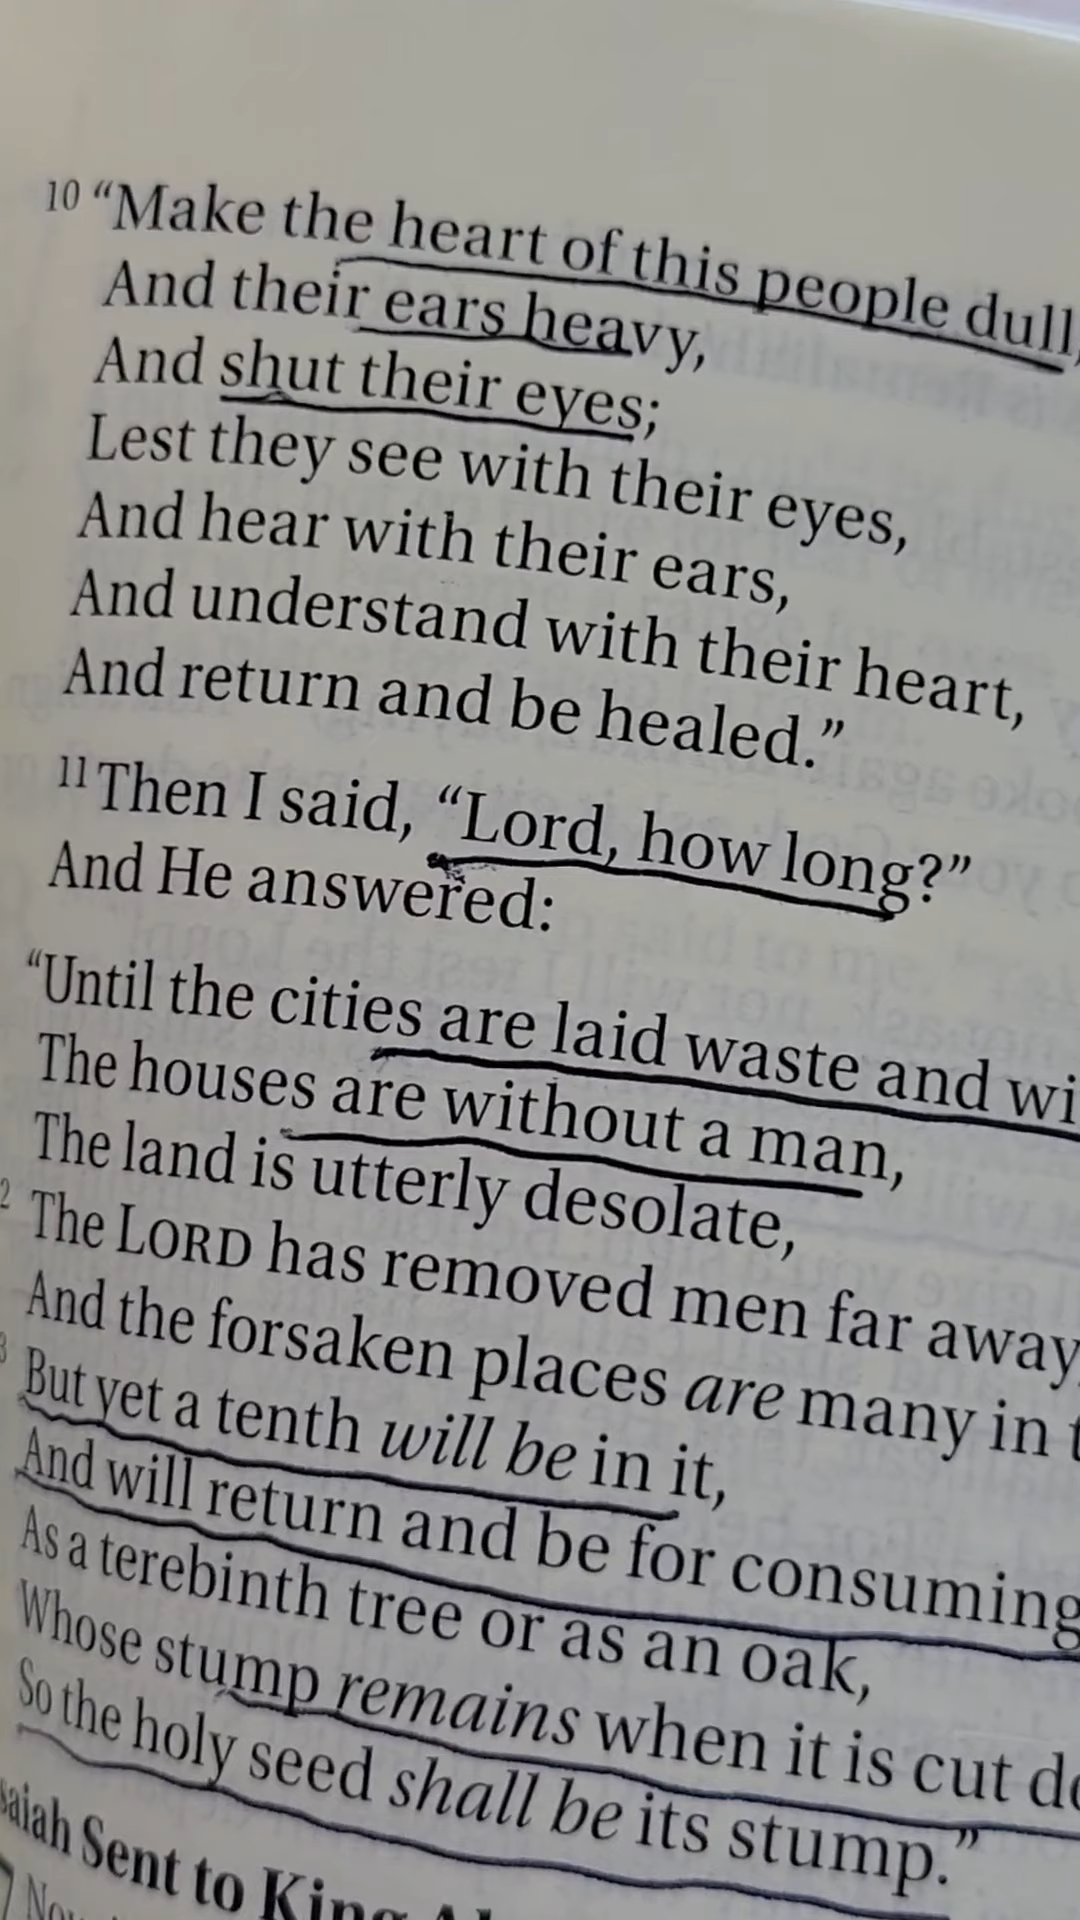 10 “Make the heart of this people dull,
And their ears heavy,
And shut their eyes;
Lest they see with their eyes,
And hear with their ears,
And understand with their heart,
And return and be healed.”
11 Then I said, “Lord, how long?”
And He answered:
“Until the cities are laid waste and wi
The houses are without a man,
The land is utterly desolate,
2 The LORD has removed men far away,
And the forsaken places are many in t
3 But yet a tenth will be in it,
And will return and be for consuming
As a terebinth tree or as an oak,
Whose stump remains when it is cut do
So the holy seed shall be its stump.”
saiah Sent to King